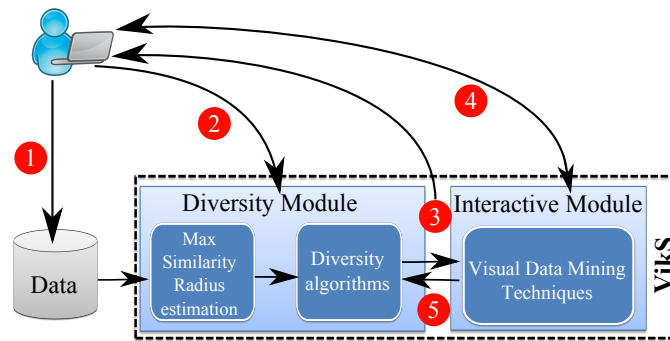 1
2
3
4
5
Data
Diversity Module
Max
Similarity
Radius
estimation
Diversity
algorithms
Interactive Module
Visual Data Mining
Techniques
VikS